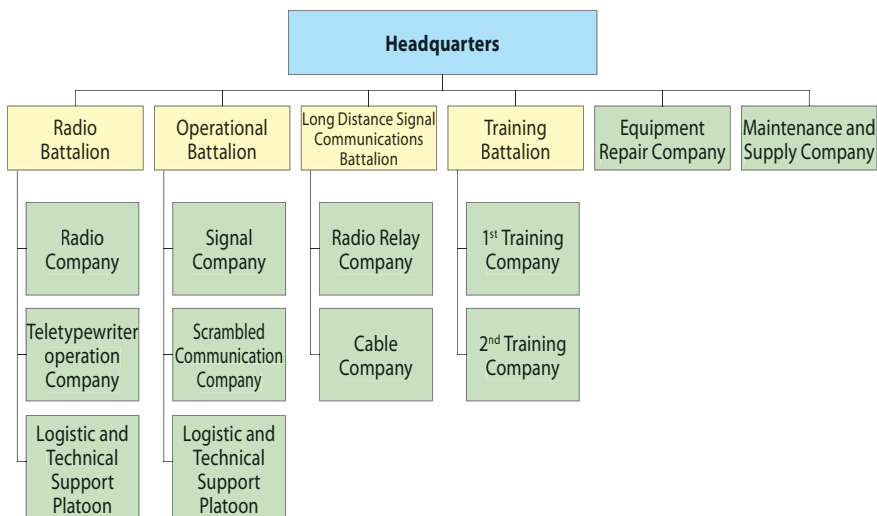 Headquarters
Radio
Battalion
Operational
Battalion
Long Distance Signal
Communications
Battalion
Training
Battalion
Equipment
Repair Company
Maintenance and
Supply Company
Radio
Company
Signal
Company
Radio Relay
Company
1st Training
Company
Teletypewriter
operation
Company
Scrambled
Communication
Company
Cable
Company
2nd Training
Company
Logistic and
Technical
Support
Platoon
Logistic and
Technical
Support
Platoon